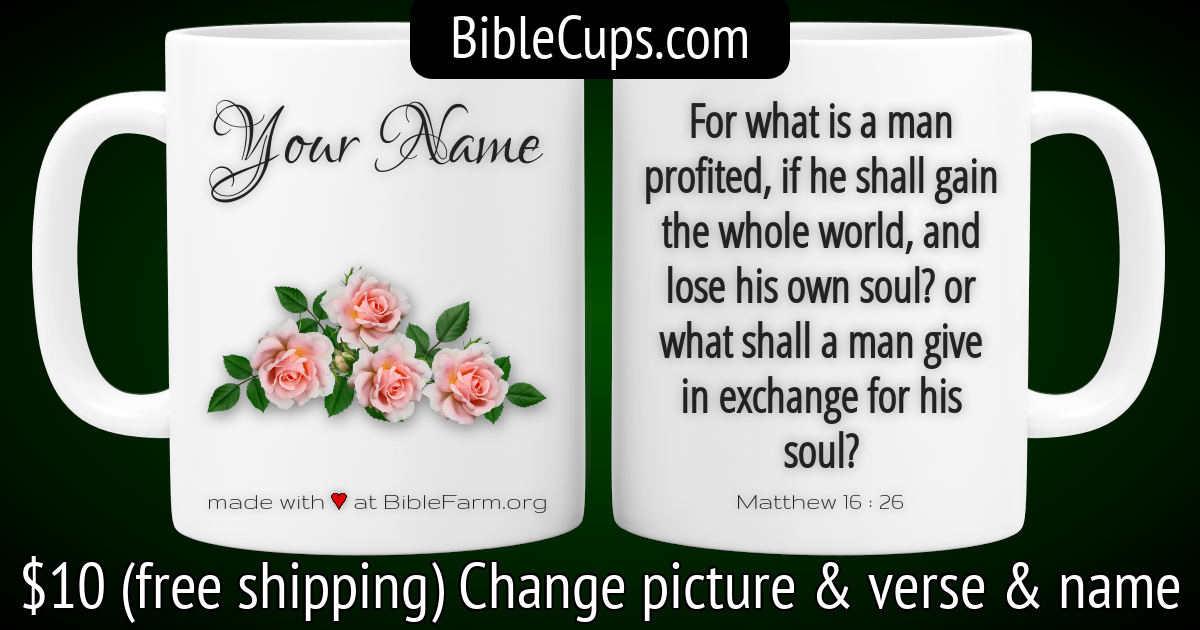 BibleCups.com
Your Name
made with ♥ at BibleFarm.org
For what is a man
profited, if he shall gain
the whole world, and
lose his own soul? or
what shall a man give
in exchange for his
soul?
Matthew 16 : 26
$10 (free shipping) Change picture & verse & name